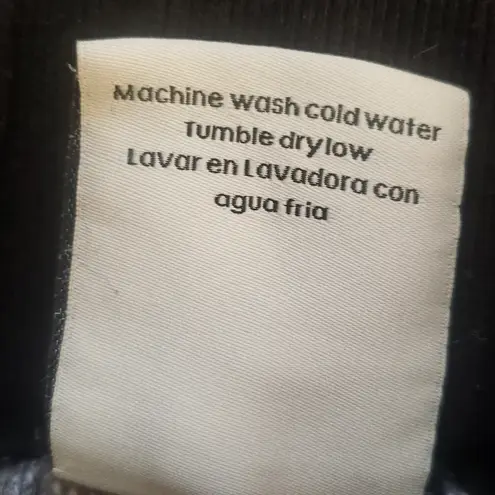 Machine wash cold water
Tumble dry low
Lavar en Lavadora con
agua fria